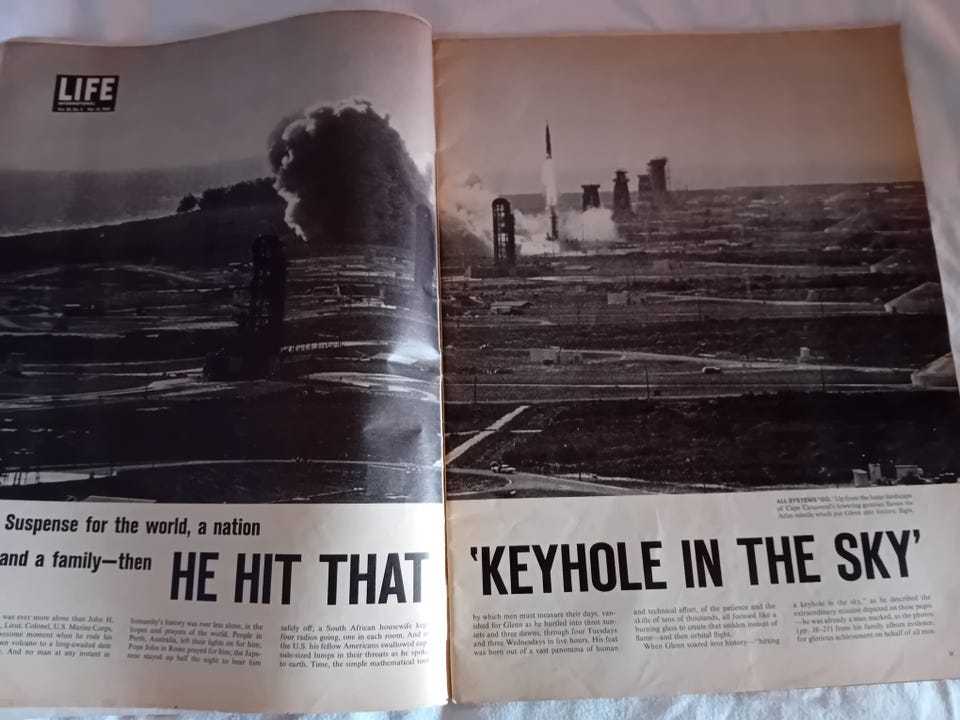 LIFE
INTERNATIONAL
Suspense for the world, a nation
and a family—then
HE HIT THAT
was ever more alone than John H.
, Lieut. Colonel, U.S. Marine Corps,
esome moment when he rode his
wn volcano to a long-awaited date
. And no man at any instant in
humanity's history was ever less alone, in the
hopes and prayers of the world. People in
Perth, Australia, left their lights on for him;
Pope John in Rome prayed for him; the Japa-
nese stayed up half the night to hear him
safely off, a South African housewife kept
four radios going, one in each room. And in
the U.S. his fellow Americans swallowed cap-
sule-sized lumps in their throats as he spoke
to earth. Time, the simple mathematical tool
ALL SYSTEMS "GO." Up from the lunar landscape
of Cape Canaveral's towering gantries flames the
Atlas missile which put Glenn into historic flight.
'KEYHOLE IN THE SKY'
by which men must measure their days, van-
ished for Glenn as he hurtled into three sun-
sets and three dawns, through four Tuesdays
and three Wednesdays in five hours. His feat
was born out of a vast panorama of human
and technical effort, of the patience and the
skills of tens of thousands, all focused like a
burning glass to create that sudden instant of
flame—and then orbital flight.
When Glenn soared into history—"hitting
a keyhole in the sky," as he described the
extraordinary mission depicted on these pages
—he was already a man marked, as the photos
(pp. 16-21) from his family album evidence,
for glorious achievement on behalf of all men.